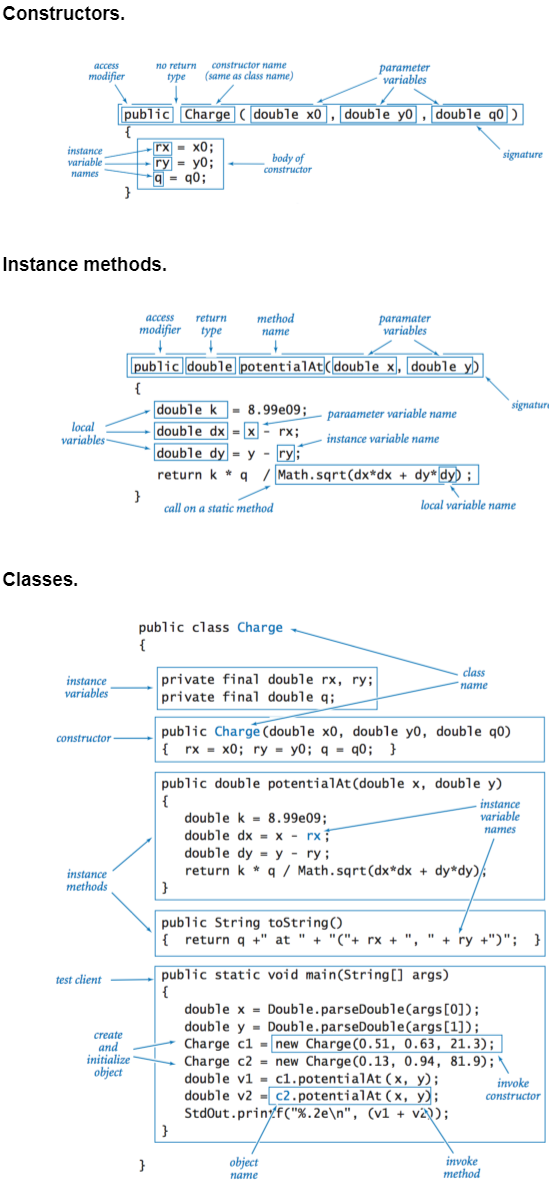 Constructors.
access modifier
no return type
constructor name (same as class name)
parameter variables
public Charge ( double x0 , double y0 , double q0 )
{
instance variable names
rx = x0;
ry = y0;
q = q0;
body of constructor
signature
}
Instance methods.
access modifier
return type
method name
paramater variables
public double potentialAt(double x, double y)
{
signature
local variables
double k = 8.99e09;
paraameter variable name
double dx = x - rx;
instance variable name
double dy = y - ry;
return k * q / Math.sqrt(dx*dx + dy*dy) ;
}
call on a static method
local variable name
Classes.
public class Charge
{
class name
instance variables
private final double rx, ry;
private final double q;
constructor
public Charge(double x0, double y0, double q0)
{ rx = x0; ry = y0; q = q0; }
public double potentialAt(double x, double y)
{
instance variable names
double k = 8.99e09;
double dx = x - rx;
double dy = y - ry;
return k * q / Math.sqrt(dx*dx + dy*dy);
}
instance methods
public String toString()
{ return q +" at " + "("+ rx + ", " + ry +")"; }
test client
public static void main(String[] args)
{
double x = Double.parseDouble(args[0]);
double y = Double.parseDouble(args[1]);
create and initialize object
Charge c1 = new Charge(0.51, 0.63, 21.3);
Charge c2 = new Charge(0.13, 0.94, 81.9);
double v1 = c1.potentialAt(x, y);
double v2 = c2.potentialAt(x, y);
StdOut.printf("%.2e\n", (v1 + v2));
invoke constructor
}
}
object name
invoke method